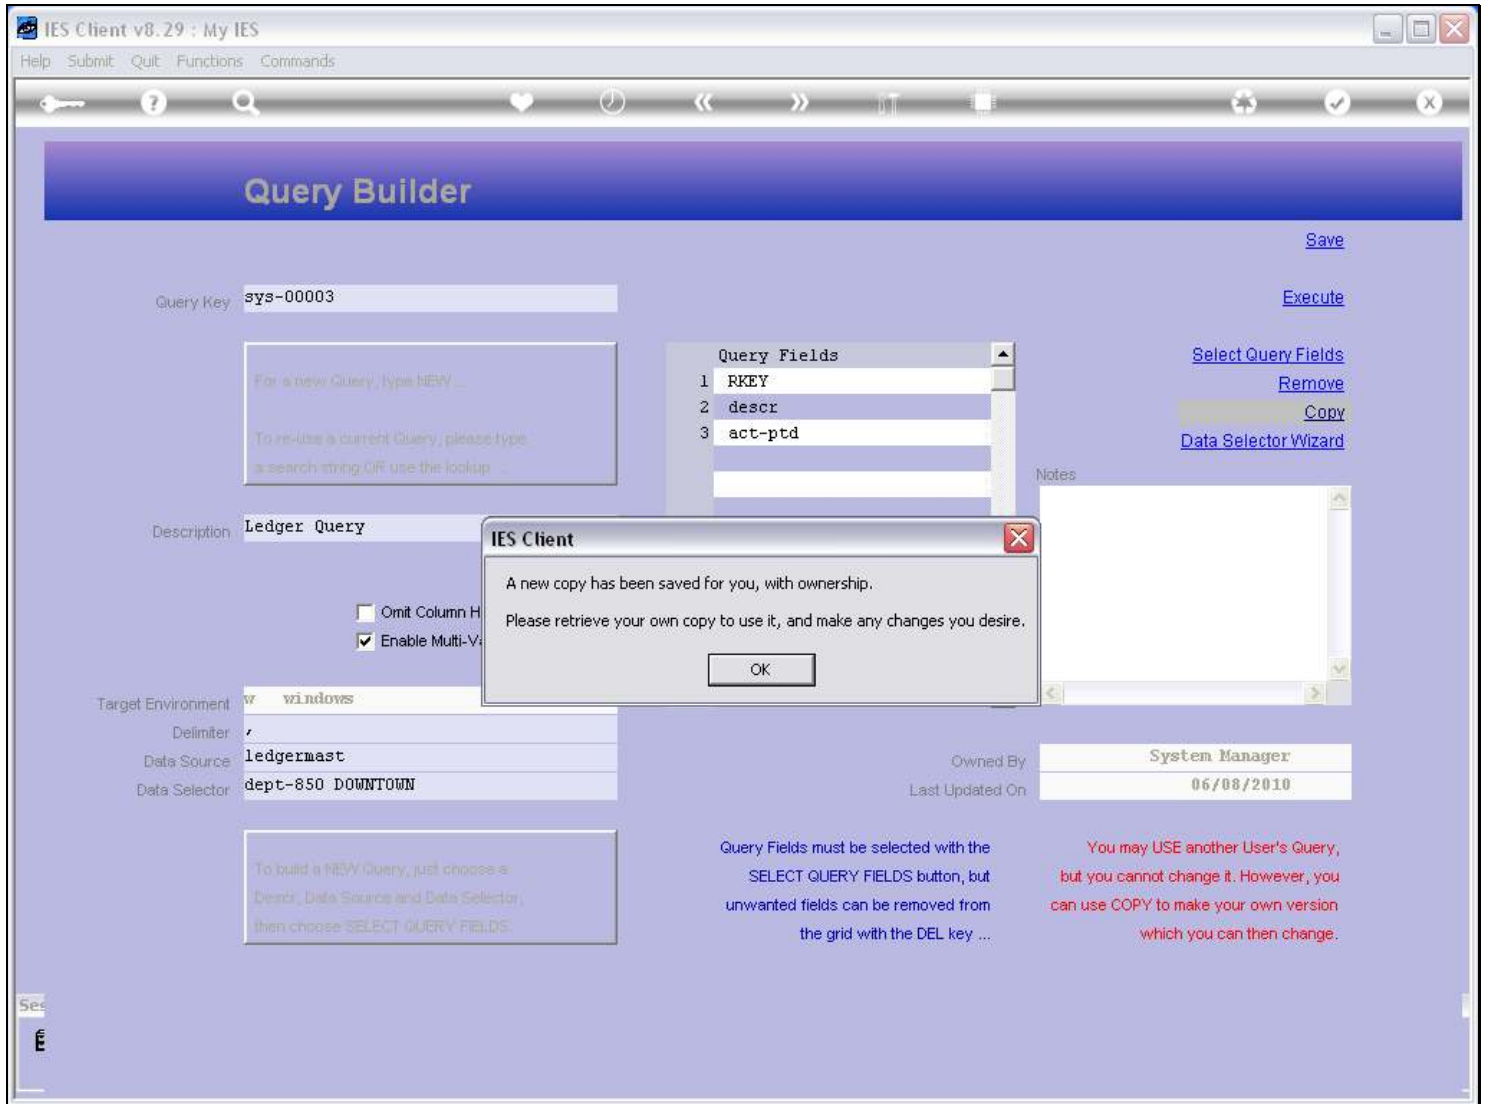 IES Client v8.29 : My IES
Help Submit Quit Functions Commands
Query Builder
Save
Query Key sys-00003
Execute
For a new Query, type NEW ...
To re-use a current Query, please type
a search string OR use the lookup ...
Query Fields
1 RKEY
2 descr
3 act-ptd
Select Query Fields
Remove
Copy
Data Selector Wizard
Notes
Description Ledger Query
IES Client
A new copy has been saved for you, with ownership.
Please retrieve your own copy to use it, and make any changes you desire.
OK
Omit Column H
Enable Multi-Va
Target Environment w windows
Delimiter ,
Data Source ledgermast
Data Selector dept-850 DOWNTOWN
Owned By System Manager
Last Updated On 06/08/2010
To build a NEW Query, just choose a
Descr, Data Source and Data Selector,
then choose SELECT QUERY FIELDS.
Query Fields must be selected with the
SELECT QUERY FIELDS button, but
unwanted fields can be removed from
the grid with the DEL key ...
You may USE another User's Query,
but you cannot change it. However, you
can use COPY to make your own version
which you can then change.
Ses